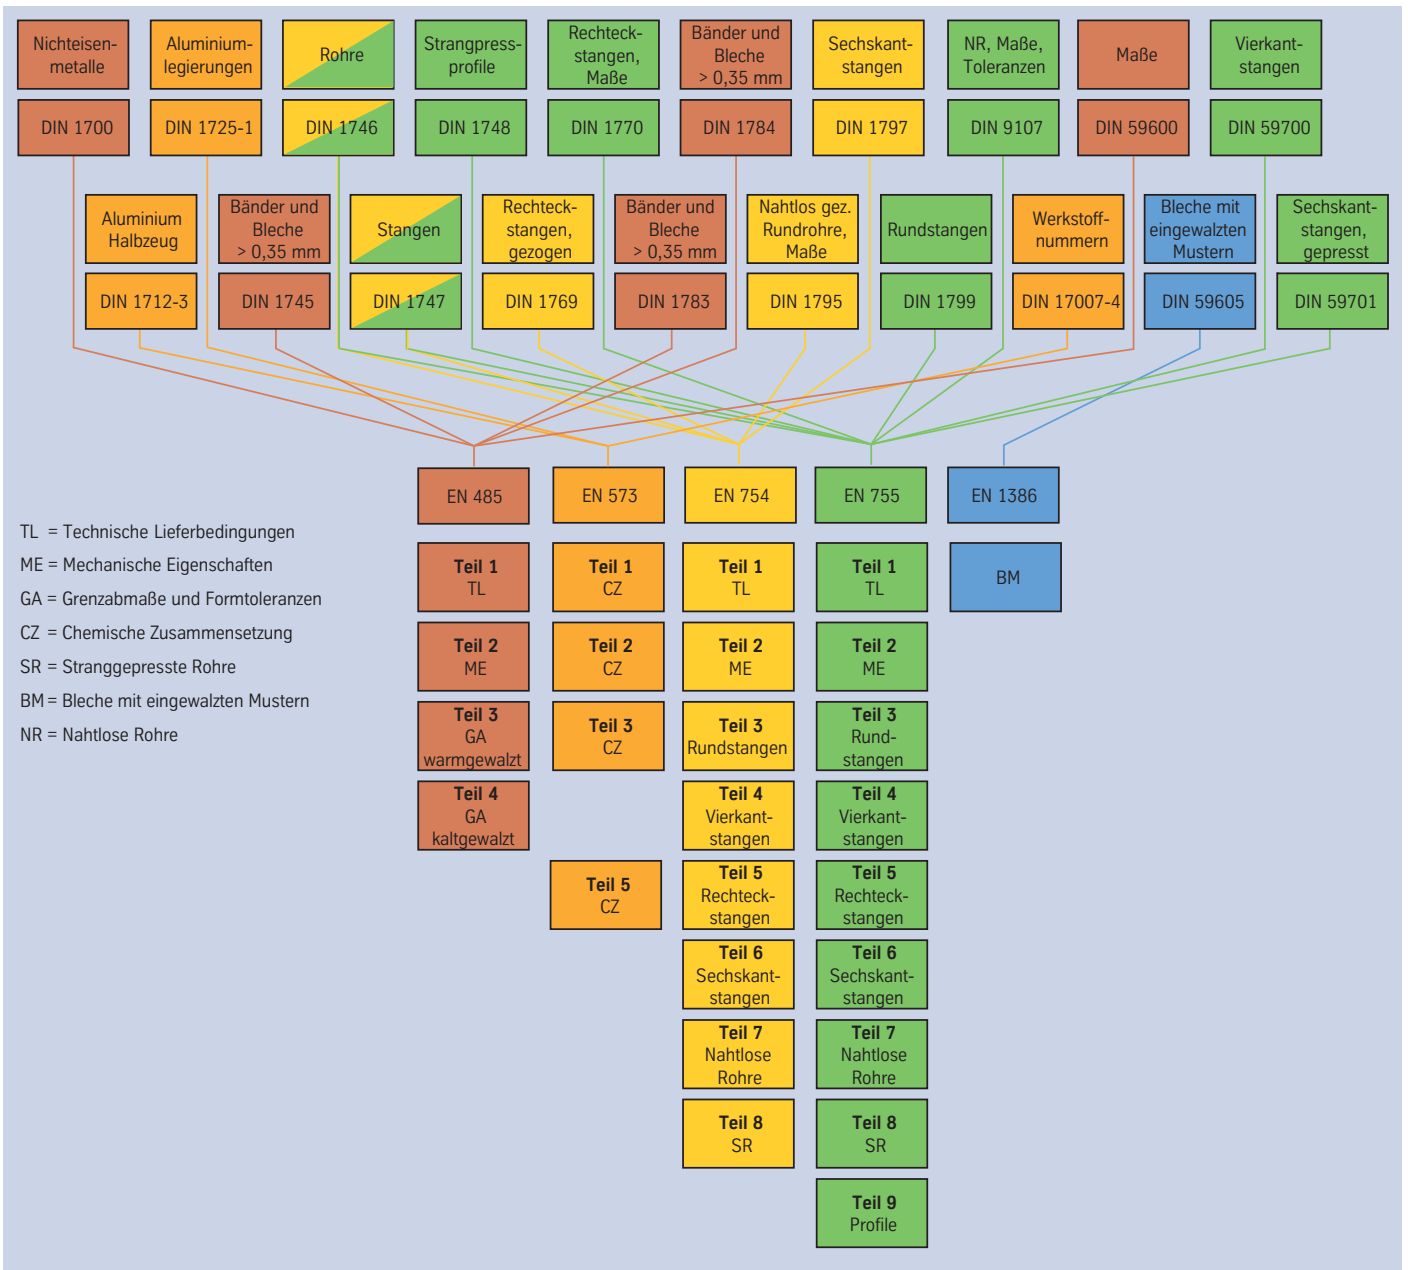 Nichteisen-
metalle
Aluminium-
legierungen
Rohre
Strangpress-
profile
Rechteck-
stangen,
Maße
Bänder und
Bleche
> 0,35 mm
Sechskant-
stangen
NR, Maße,
Toleranzen
Maße
Vierkant-
stangen
DIN 1700
DIN 1725-1
DIN 1746
DIN 1748
DIN 1770
DIN 1784
DIN 1797
DIN 9107
DIN 59600
DIN 59700
Aluminium
Halbzeug
Bänder und
Bleche
> 0,35 mm
Stangen
Rechteck-
stangen,
gezogen
Bänder und
Bleche
> 0,35 mm
Nahtlos gez.
Rundrohre,
Maße
Rundstangen
Werkstoff-
nummern
Bleche mit
eingewalzten
Mustern
Sechskant-
stangen,
gepresst
DIN 1712-3
DIN 1745
DIN 1747
DIN 1769
DIN 1783
DIN 1795
DIN 1799
DIN 17007-4
DIN 59605
DIN 59701
EN 485
EN 573
EN 754
EN 755
EN 1386
TL = Technische Lieferbedingungen
ME = Mechanische Eigenschaften
GA = Grenzabmaße und Formtoleranzen
CZ = Chemische Zusammensetzung
SR = Stranggepresste Rohre
BM = Bleche mit eingewalzten Mustern
NR = Nahtlose Rohre
Teil 1
TL
Teil 2
ME
Teil 3
GA
warmgewalzt
Teil 4
GA
kaltgewalzt
Teil 1
CZ
Teil 2
CZ
Teil 3
CZ
Teil 5
CZ
Teil 1
TL
Teil 2
ME
Teil 3
Rundstangen
Teil 4
Vierkant-
stangen
Teil 5
Rechteck-
stangen
Teil 6
Sechskant-
stangen
Teil 7
Nahtlose
Rohre
Teil 8
SR
Teil 1
TL
Teil 2
ME
Teil 3
Rund-
stangen
Teil 4
Vierkant-
stangen
Teil 5
Rechteck-
stangen
Teil 6
Sechskant-
stangen
Teil 7
Nahtlose
Rohre
Teil 8
SR
Teil 9
Profile
BM